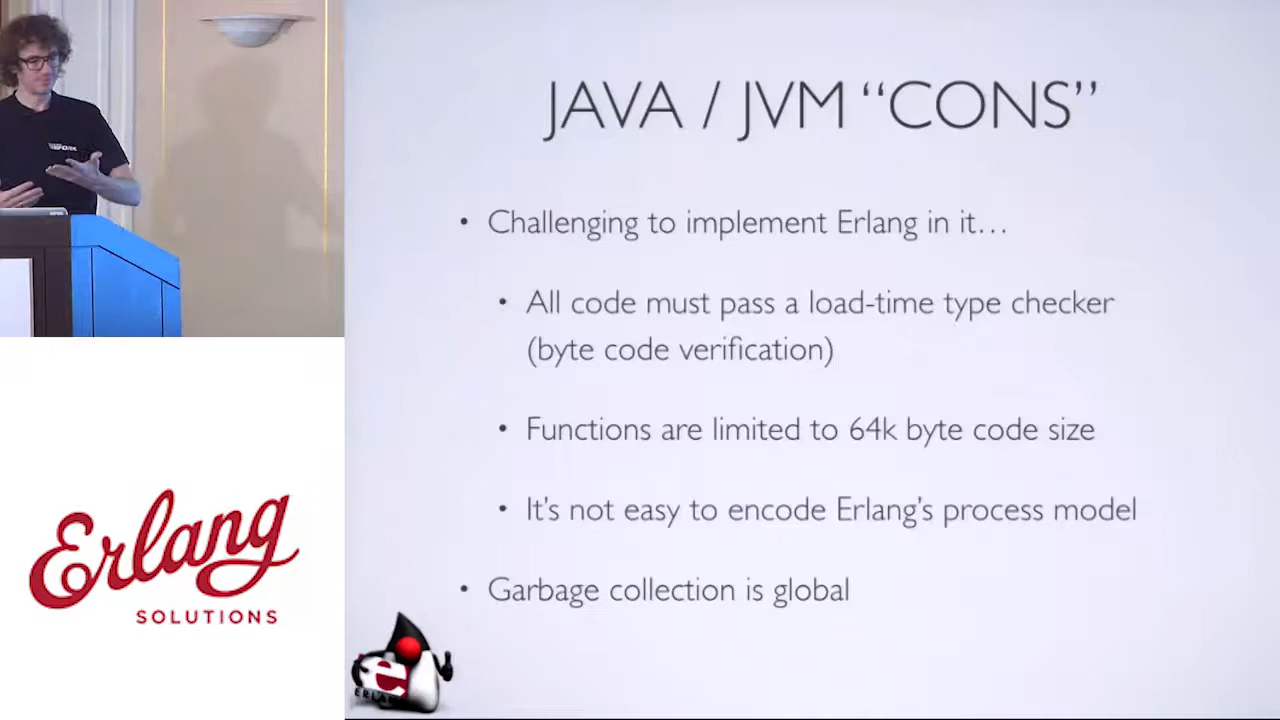 JAVA / JVM “CONS”
• Challenging to implement Erlang in it…
• All code must pass a load-time type checker
(byte code verification)
• Functions are limited to 64k byte code size
• It’s not easy to encode Erlang’s process model
• Garbage collection is global
Erlang
SOLUTIONS
e